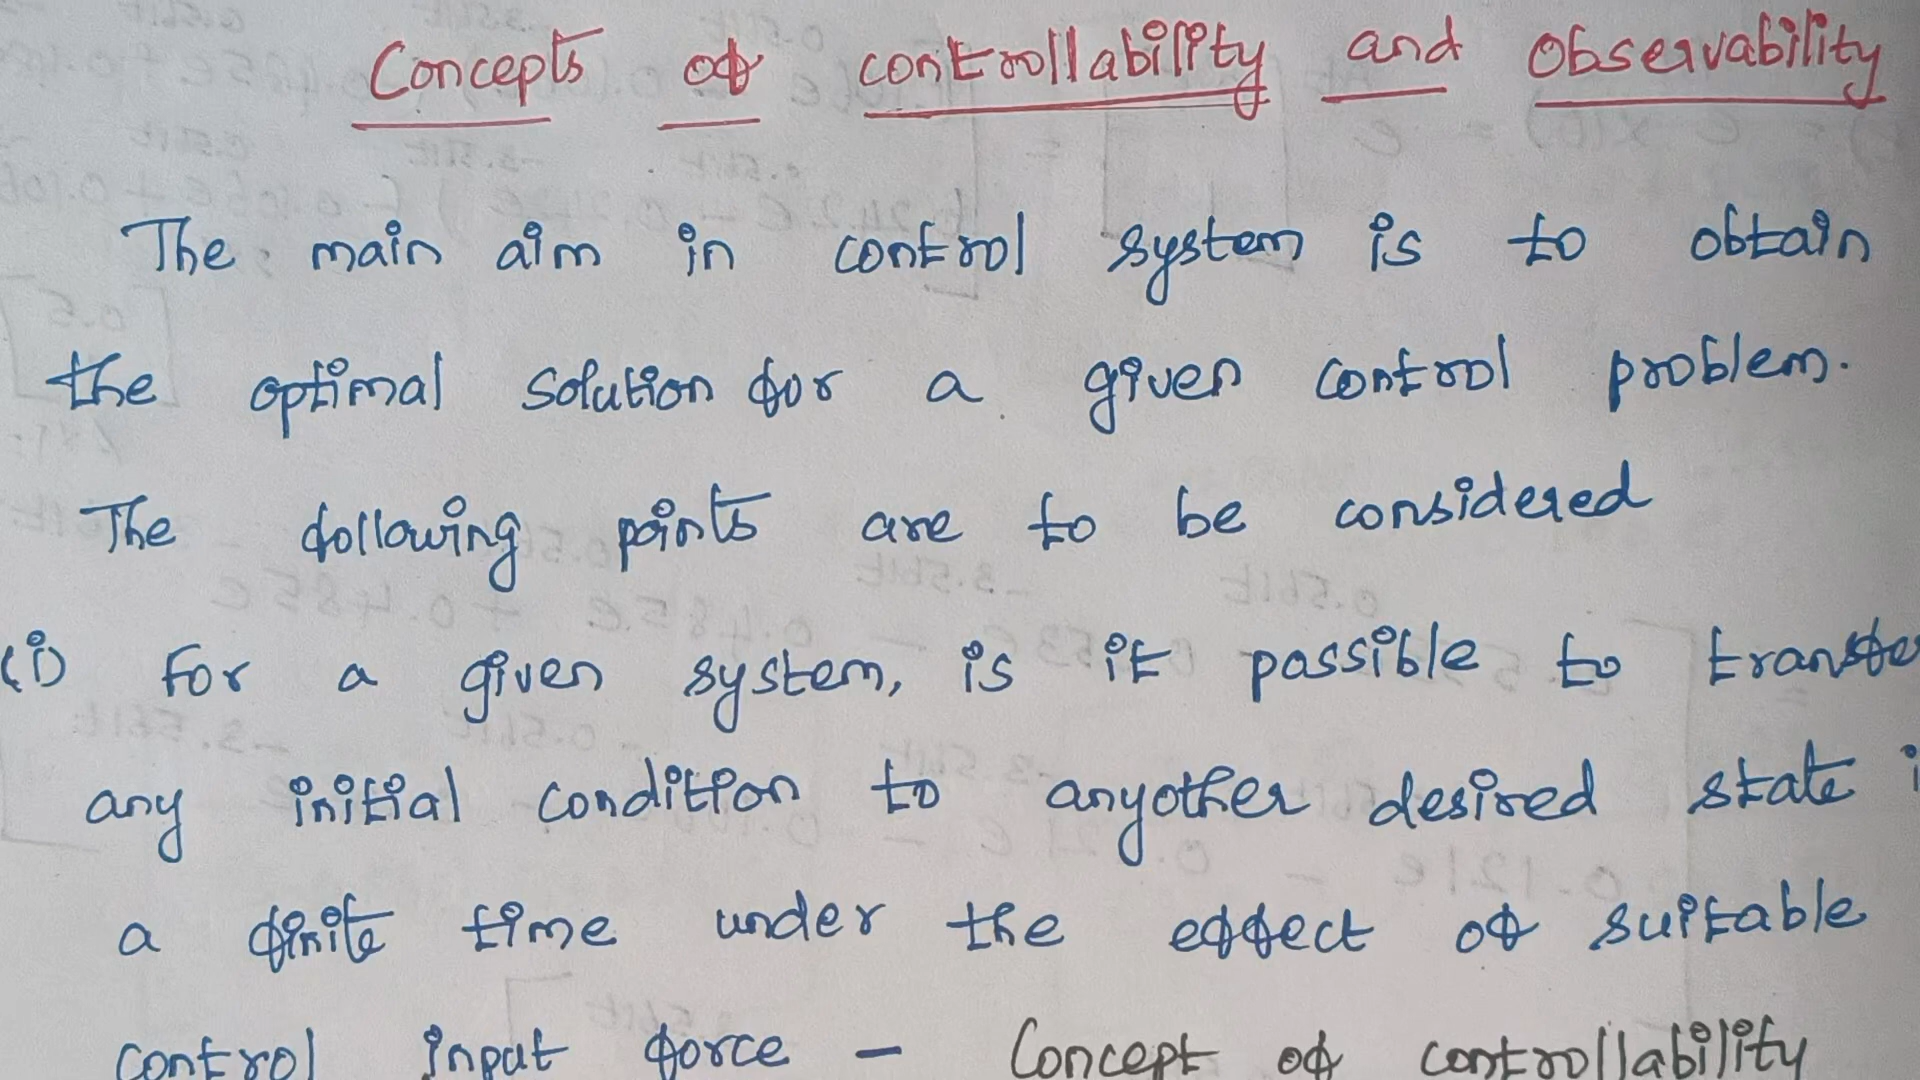 Concepts of controllability and Observability
The main aim in control system is to obtain
the optimal solution for a given control problem.
The following points are to be considered
(i) For a given system, is it possible to transfe
any initial condition to anyother desired state i
a finite time under the effect of suitable
control input force - Concept of controllability